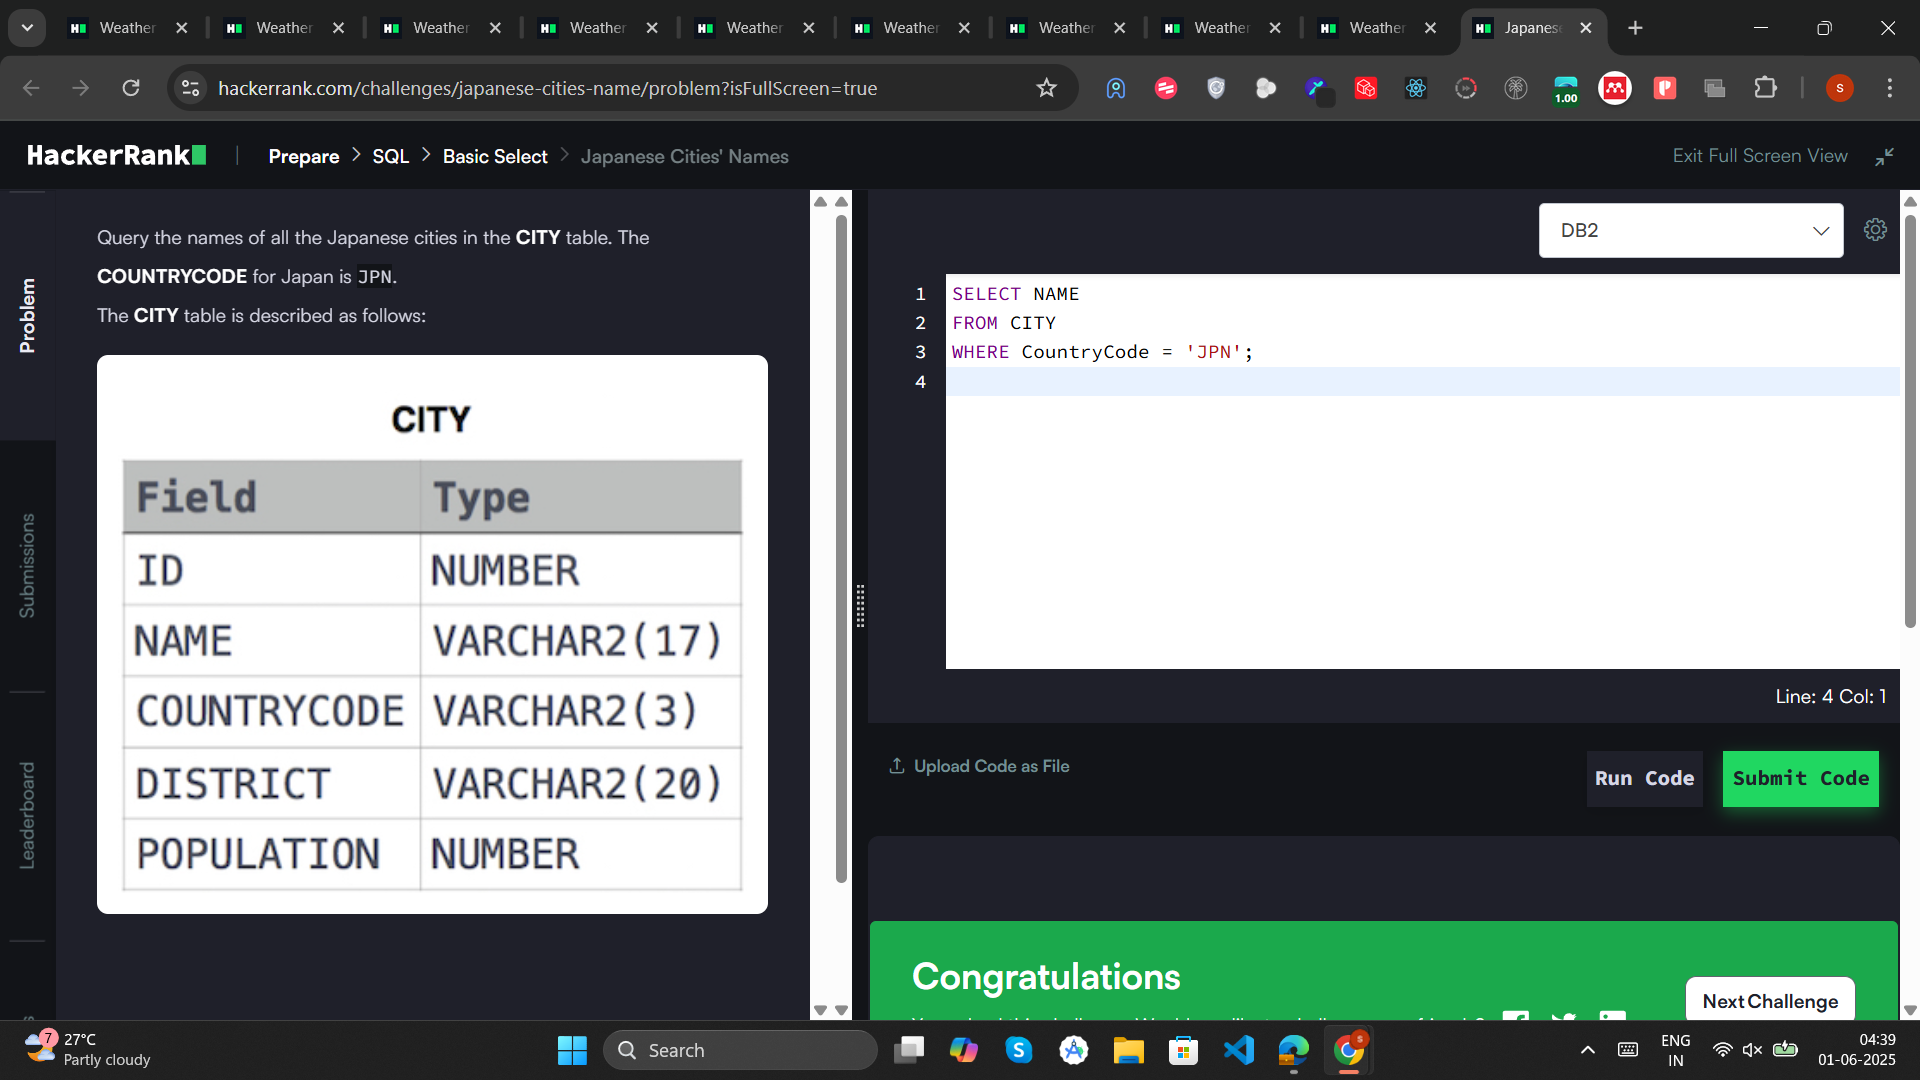 Weather
Weather
Weather
Weather
Weather
Weather
Weather
Weather
Weather
Japanese
hackerrank.com/challenges/japanese-cities-name/problem?isFullScreen=true
1.00
S
HackerRank
Prepare > SQL > Basic Select > Japanese Cities' Names
Exit Full Screen View
Problem
Submissions
Leaderboard
Query the names of all the Japanese cities in the CITY table. The
COUNTRYCODE for Japan is JPN.
The CITY table is described as follows:
CITY
Field Type
ID NUMBER
NAME VARCHAR2(17)
COUNTRYCODE VARCHAR2(3)
DISTRICT VARCHAR2(20)
POPULATION NUMBER
DB2
1 SELECT NAME
2 FROM CITY
3 WHERE CountryCode = 'JPN';
4
Line: 4 Col: 1
Upload Code as File
Run Code
Submit Code
Congratulations
Next Challenge
7
27°C
Partly cloudy
Search
ENG
IN
04:39
01-06-2025